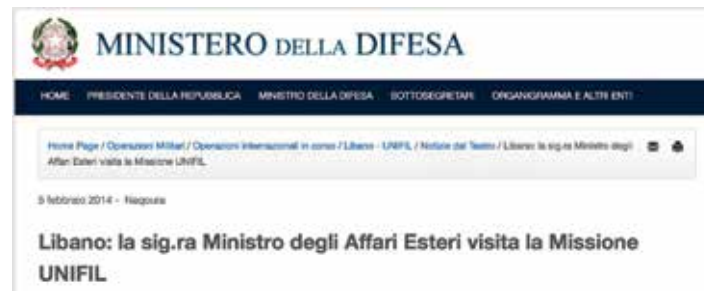 MINISTERO DELLA DIFESA
HOME PRESIDENTE DELLA REPUBBLICA MINISTRO DELLA DIFESA SOTTOSEGRETARI ORGANIGRAMMA E ALTRI ENTI
Home Page / Operazioni Militari / Operazioni internazionali in corso / Libano - UNIFIL / Notizie dal Teatro / Libano: la sig.ra Ministro degli
Affari Esteri visita la Missione UNIFIL
5 febbraio 2014 - Naqoura
Libano: la sig.ra Ministro degli Affari Esteri visita la Missione
UNIFIL